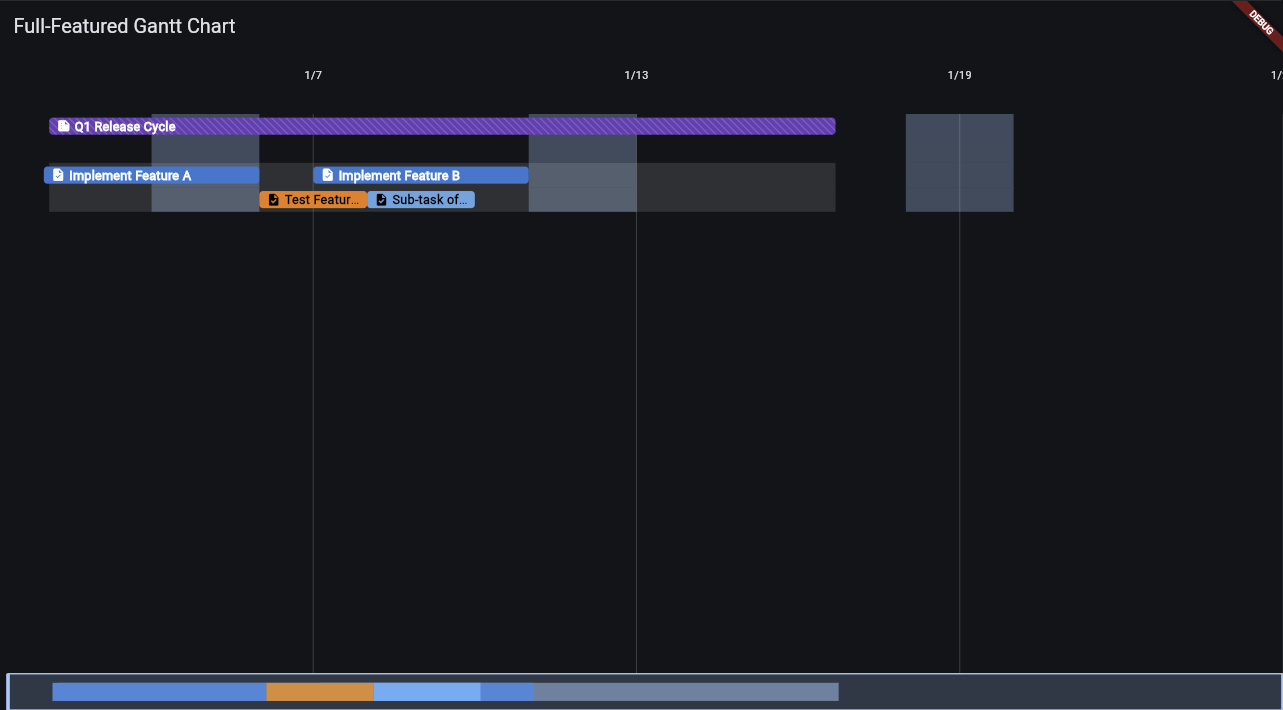 Full-Featured Gantt Chart
DEBUG
1/7
1/13
1/19
1/
Q1 Release Cycle
Implement Feature A
Implement Feature B
Test Featur...
Sub-task of...